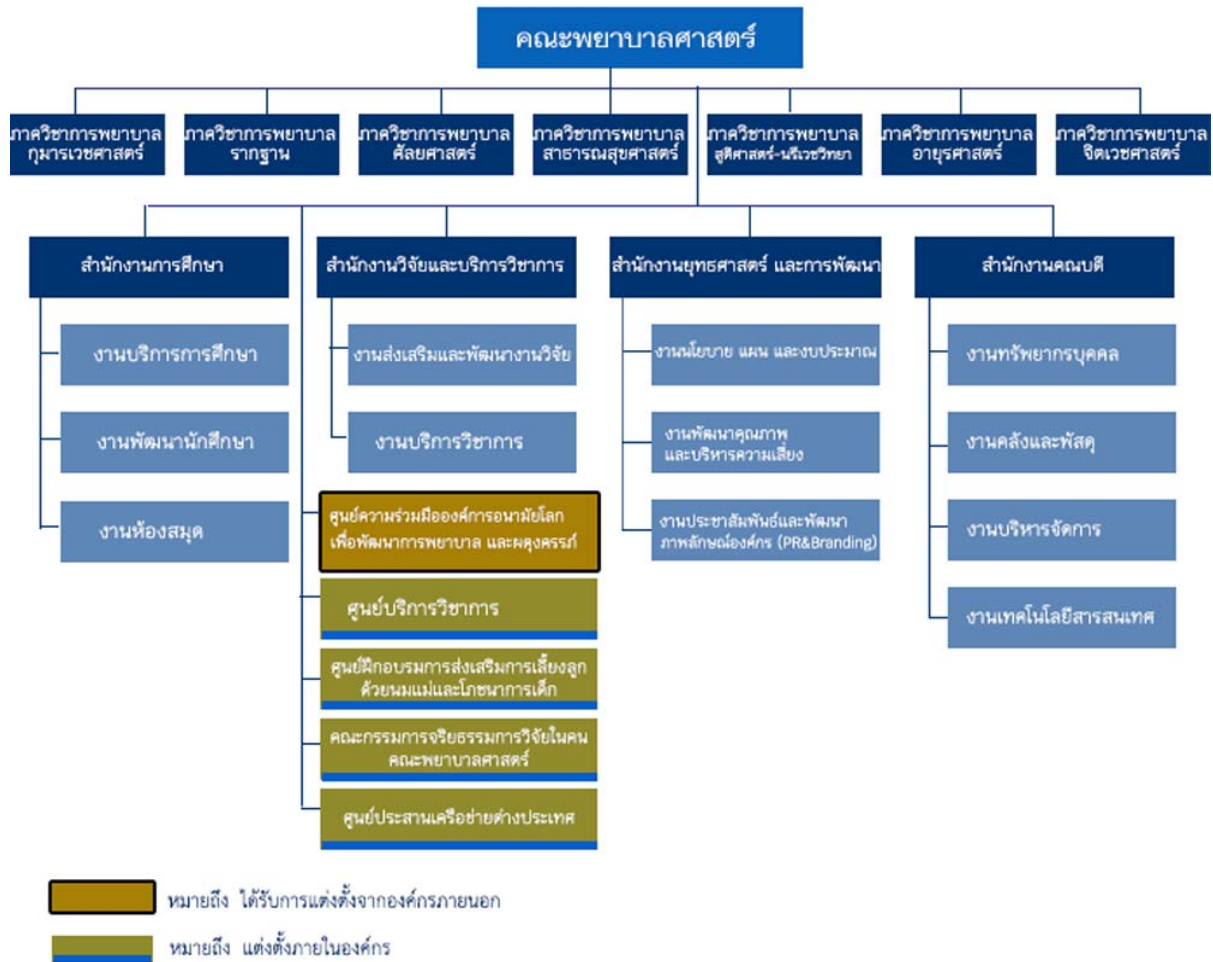 คณะพยาบาลศาสตร์
ภาควิชาการพยาบาล
กุมารเวชศาสตร์
ภาควิชาการพยาบาล
รากฐาน
ภาควิชาการพยาบาล
ศัลยศาสตร์
ภาควิชาการพยาบาล
สาธารณสุขศาสตร์
ภาควิชาการพยาบาล
สูติศาสตร์-นรีเวชวิทยา
ภาควิชาการพยาบาล
อายุรศาสตร์
ภาควิชาการพยาบาล
จิตเวชศาสตร์
สำนักงานการศึกษา
งานบริการการศึกษา
งานพัฒนานักศึกษา
งานห้องสมุด
สำนักงานวิจัยและบริการวิชาการ
งานส่งเสริมและพัฒนางานวิจัย
งานบริการวิชาการ
ศูนย์ความร่วมมือองค์การอนามัยโลก
เพื่อพัฒนาการพยาบาล และผดุงครรภ์
ศูนย์บริการวิชาการ
ศูนย์ฝึกอบรมการส่งเสริมการเลี้ยงลูก
ด้วยนมแม่และโภชนาการเด็ก
คณะกรรมการจริยธรรมการวิจัยในคน
คณะพยาบาลศาสตร์
ศูนย์ประสานเครือข่ายต่างประเทศ
สำนักงานยุทธศาสตร์ และการพัฒนา
งานนโยบาย แผน และงบประมาณ
งานพัฒนาคุณภาพ
และบริหารความเสี่ยง
งานประชาสัมพันธ์และพัฒนา
ภาพลักษณ์องค์กร (PR&Branding)
สำนักงานคณบดี
งานทรัพยากรบุคคล
งานคลังและพัสดุ
งานบริหารจัดการ
งานเทคโนโลยีสารสนเทศ
หมายถึง ได้รับการแต่งตั้งจากองค์กรภายนอก
หมายถึง แต่งตั้งภายในองค์กร